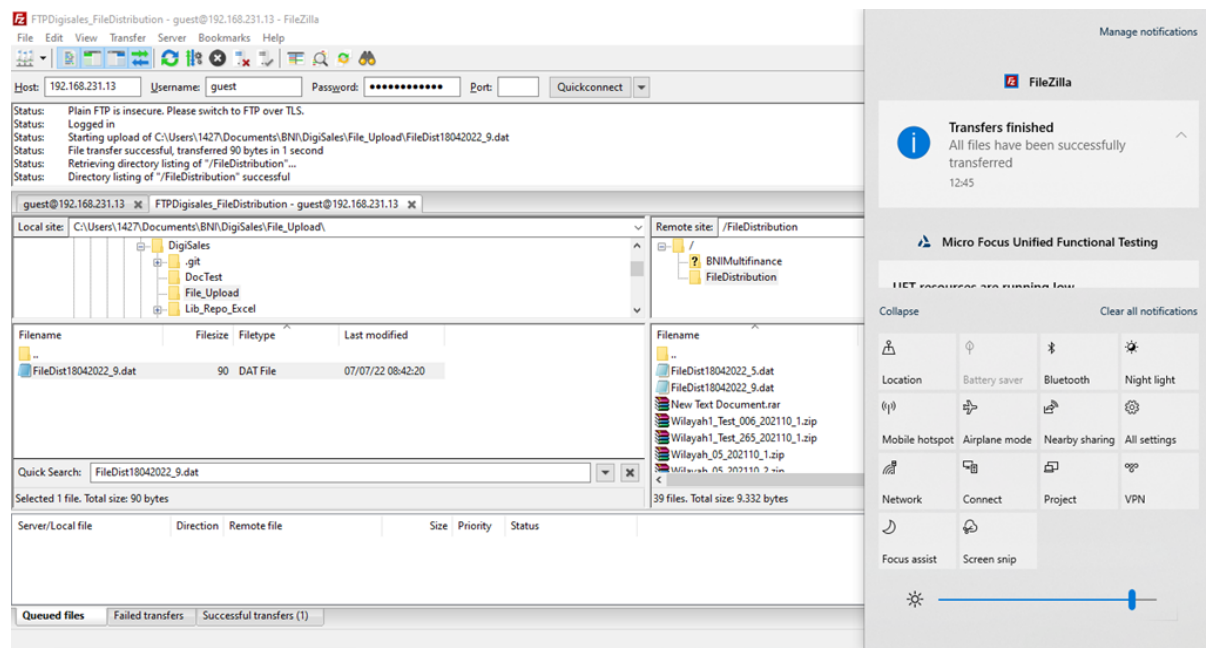 FTPDigisales_FileDistribution - guest@192.168.231.13 - FileZilla
File Edit View Transfer Server Bookmarks Help
Host: 192.168.231.13 Username: guest Password: ●●●●●●●●●●●● Port: Quickconnect
Status: Plain FTP is insecure. Please switch to FTP over TLS.
Status: Logged in
Status: Starting upload of C:\Users\1427\Documents\BNI\DigiSales\File_Upload\FileDist18042022_9.dat
Status: File transfer successful, transferred 90 bytes in 1 second
Status: Retrieving directory listing of "/FileDistribution"...
Status: Directory listing of "/FileDistribution" successful
guest@192.168.231.13 FTPDigisales_FileDistribution - guest@192.168.231.13
Local site: C:\Users\1427\Documents\BNI\DigiSales\File_Upload\
DigiSales
.git
DocTest
File_Upload
Lib_Repo_Excel
Filename Filesize Filetype Last modified
..
FileDist18042022_9.dat 90 DAT File 07/07/22 08:42:20
Quick Search: FileDist18042022_9.dat
Selected 1 file. Total size: 90 bytes
Remote site: /FileDistribution
/
BNIMultifinance
FileDistribution
Filename
..
FileDist18042022_5.dat
FileDist18042022_9.dat
New Text Document.rar
Wilayah1_Test_006_202110_1.zip
Wilayah1_Test_265_202110_1.zip
Wilayah_05_202110_1.zip
Wilayah_05_202110_2.zip
39 files. Total size: 9.332 bytes
Server/Local file Direction Remote file Size Priority Status
Queued files Failed transfers Successful transfers (1)
Manage notifications
FileZilla
Transfers finished
All files have been successfully
transferred
12:45
Micro Focus Unified Functional Testing
UFT resources are running low
Collapse Clear all notifications
Location Battery saver Bluetooth Night light
Mobile hotspot Airplane mode Nearby sharing All settings
Network Connect Project VPN
Focus assist Screen snip